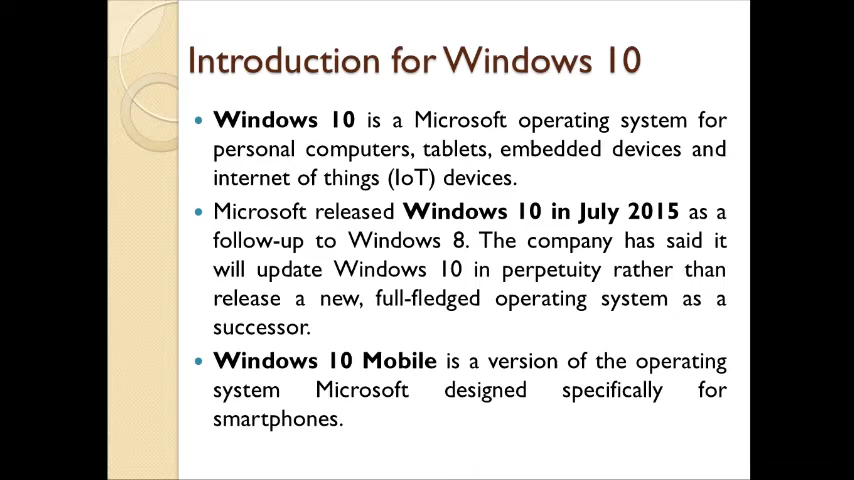 Introduction for Windows 10
Windows 10 is a Microsoft operating system for
personal computers, tablets, embedded devices and
internet of things (IoT) devices.
Microsoft released Windows 10 in July 2015 as a
follow-up to Windows 8. The company has said it
will update Windows 10 in perpetuity rather than
release a new, full-fledged operating system as a
successor.
Windows 10 Mobile is a version of the operating
system Microsoft designed specifically for
smartphones.